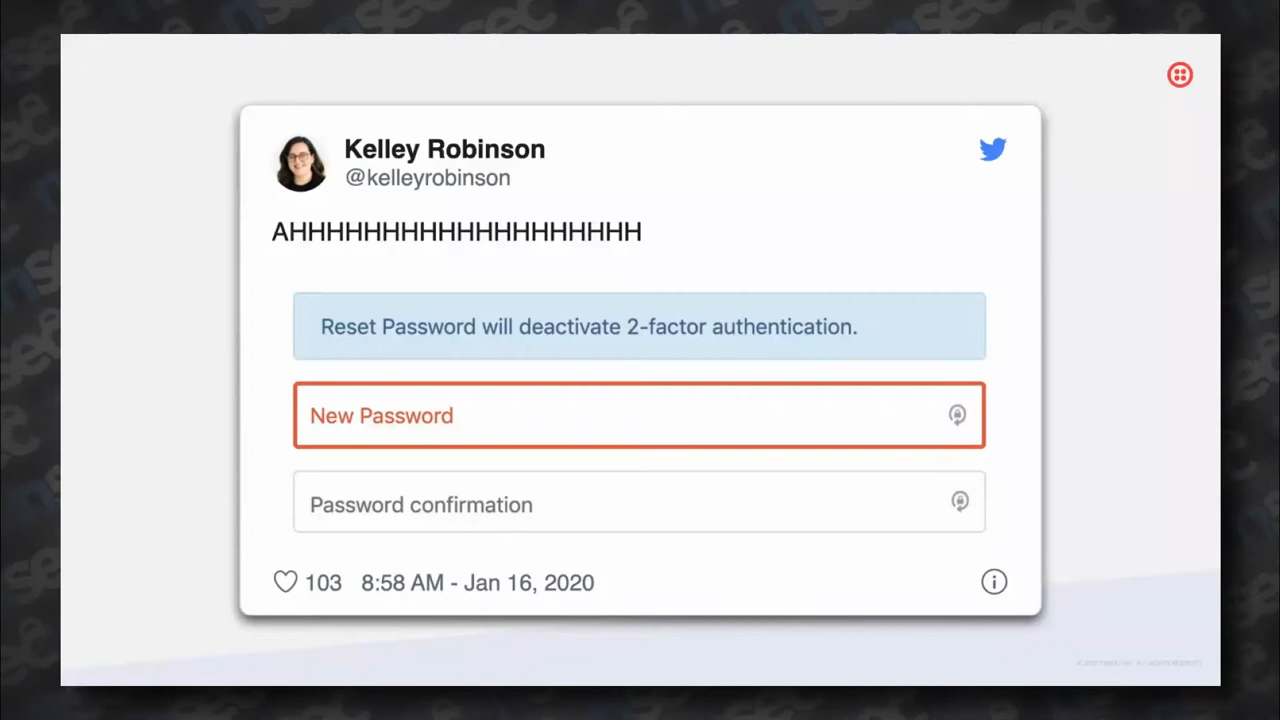 Kelley Robinson
@kelleyrobinson
AHHHHHHHHHHHHHHHHHHH
Reset Password will deactivate 2-factor authentication.
New Password
Password confirmation
103 8:58 AM - Jan 16, 2020